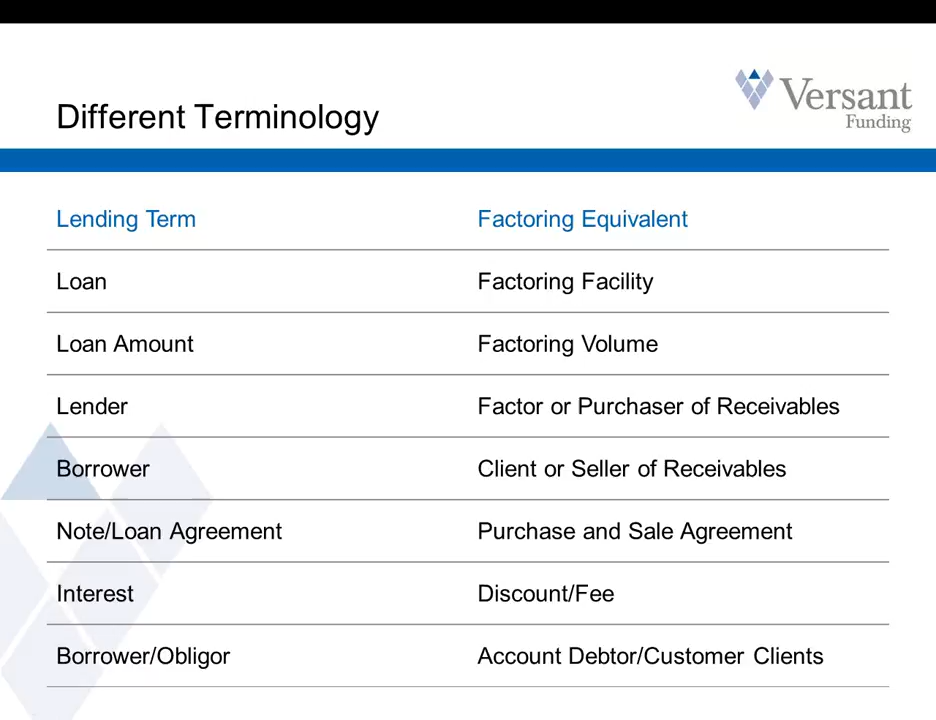 Different Terminology
Versant
Funding
Lending Term Factoring Equivalent
Loan Factoring Facility
Loan Amount Factoring Volume
Lender Factor or Purchaser of Receivables
Borrower Client or Seller of Receivables
Note/Loan Agreement Purchase and Sale Agreement
Interest Discount/Fee
Borrower/Obligor Account Debtor/Customer Clients